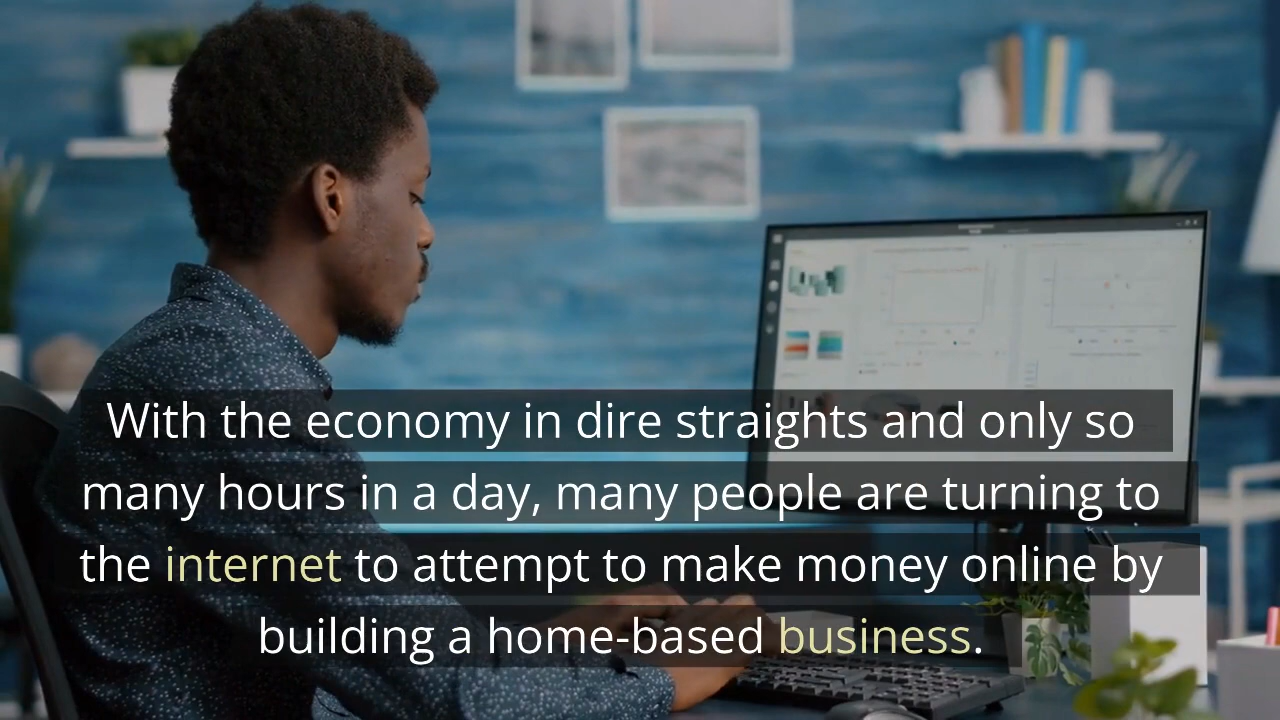 With the economy in dire straights and only so
many hours in a day, many people are turning to
the internet to attempt to make money online by
building a home-based business.